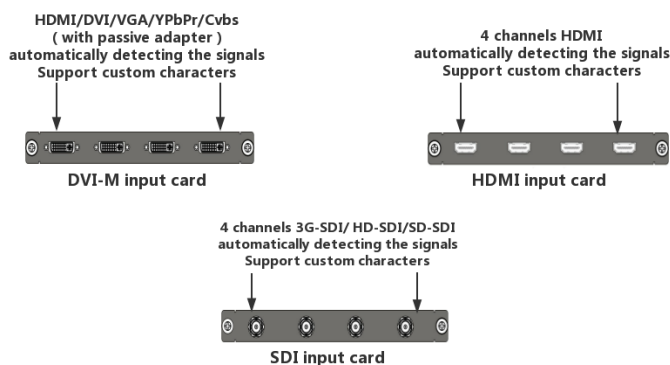 HDMI/DVI/VGA/YPbPr/Cvbs
( with passive adapter )
automatically detecting the signals
Support custom characters
DVI-M input card
4 channels HDMI
automatically detecting the signals
Support custom characters
HDMI input card
4 channels 3G-SDI/ HD-SDI/SD-SDI
automatically detecting the signals
Support custom characters
SDI input card